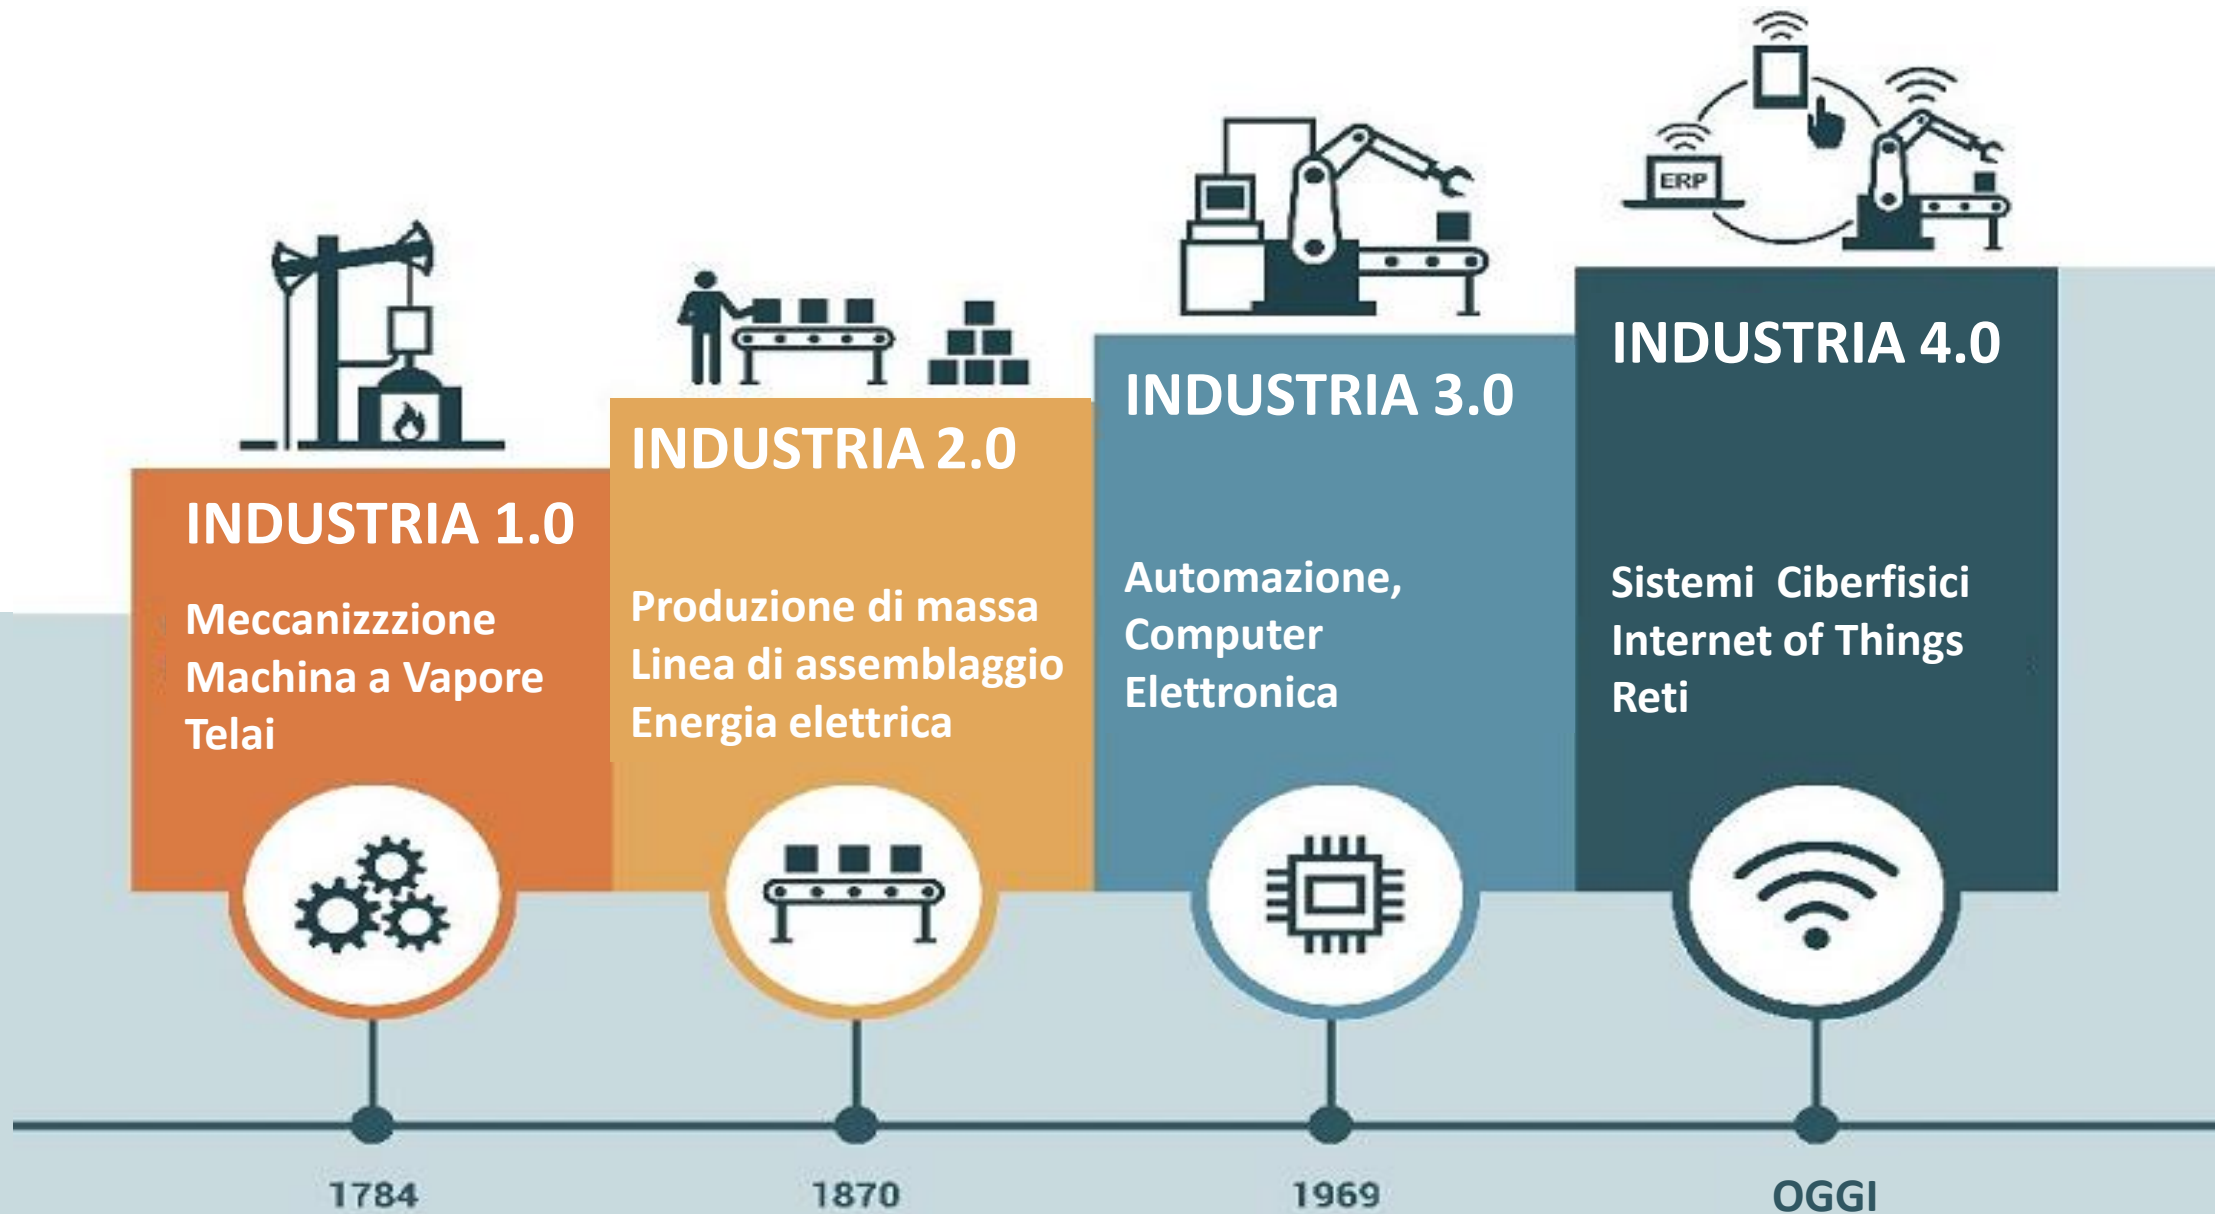 ERP
INDUSTRIA 1.0
Meccanizzzione
Machina a Vapore
Telai
INDUSTRIA 2.0
Produzione di massa
Linea di assemblaggio
Energia elettrica
INDUSTRIA 3.0
Automazione,
Computer
Elettronica
INDUSTRIA 4.0
Sistemi  Ciberfisici
Internet of Things
Reti
1784
1870
1969
OGGI